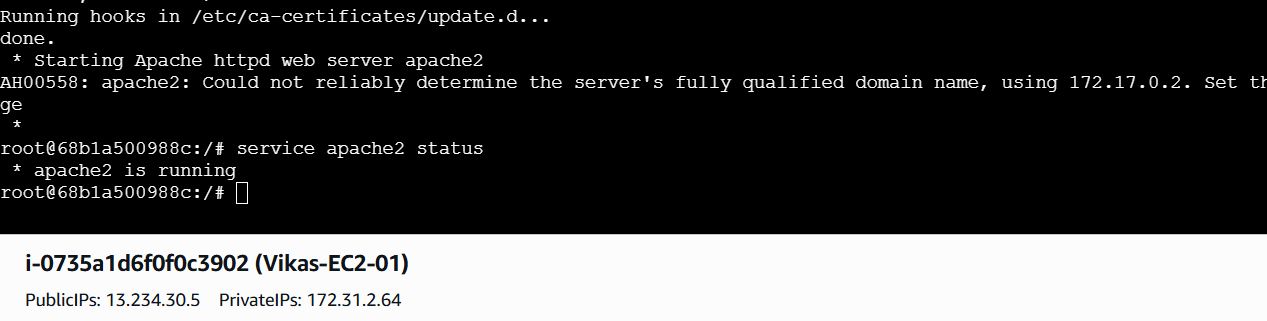 Running hooks in /etc/ca-certificates/update.d...
done.
 * Starting Apache httpd web server apache2
AH00558: apache2: Could not reliably determine the server's fully qualified domain name, using 172.17.0.2. Set th
ge
 *
root@68b1a500988c:/# service apache2 status
 * apache2 is running
root@68b1a500988c:/#
i-0735a1d6f0f0c3902 (Vikas-EC2-01)
PublicIPs: 13.234.30.5 PrivateIPs: 172.31.2.64